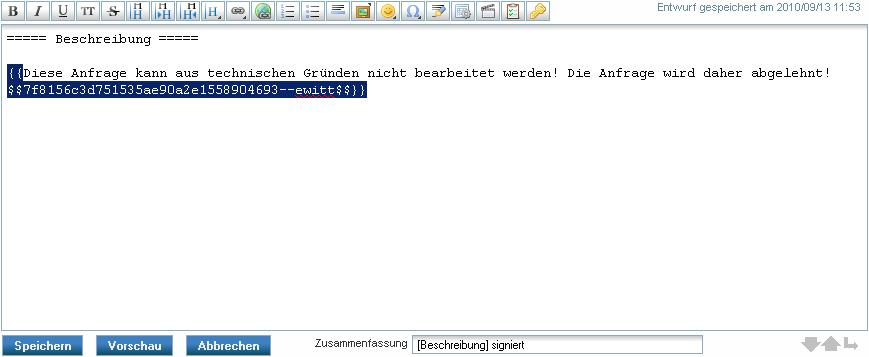 B I U TT S H H H H Ω
Entwurf gespeichert am 2010/09/13 11:53
===== Beschreibung =====
{{Diese Anfrage kann aus technischen Gründen nicht bearbeitet werden! Die Anfrage wird daher abgelehnt!
$$7f8156c3d751535ae90a2e1558904693--ewitt$$}}
Speichern Vorschau Abbrechen Zusammenfassung [Beschreibung] signiert